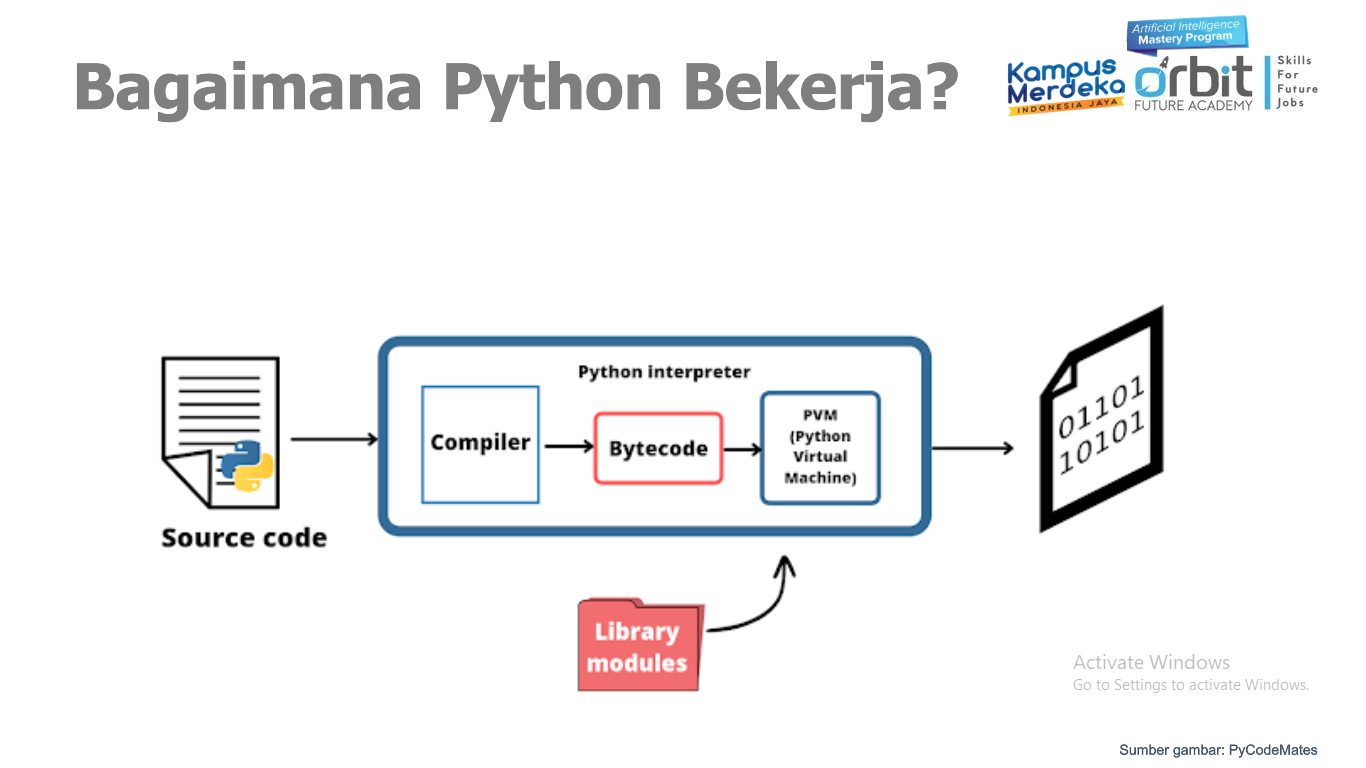 Bagaimana Python Bekerja?
Artificial Intelligence
Mastery Program
Kampus
Merdeka
INDONESIA JAYA
orbit
FUTURE ACADEMY
Skills
For
Future
Jobs
Python interpreter
Compiler
Bytecode
PVM
(Python
Virtual
Machine)
01101
10101
Source code
Library
modules
Activate Windows
Go to Settings to activate Windows.
Sumber gambar: PyCodeMates